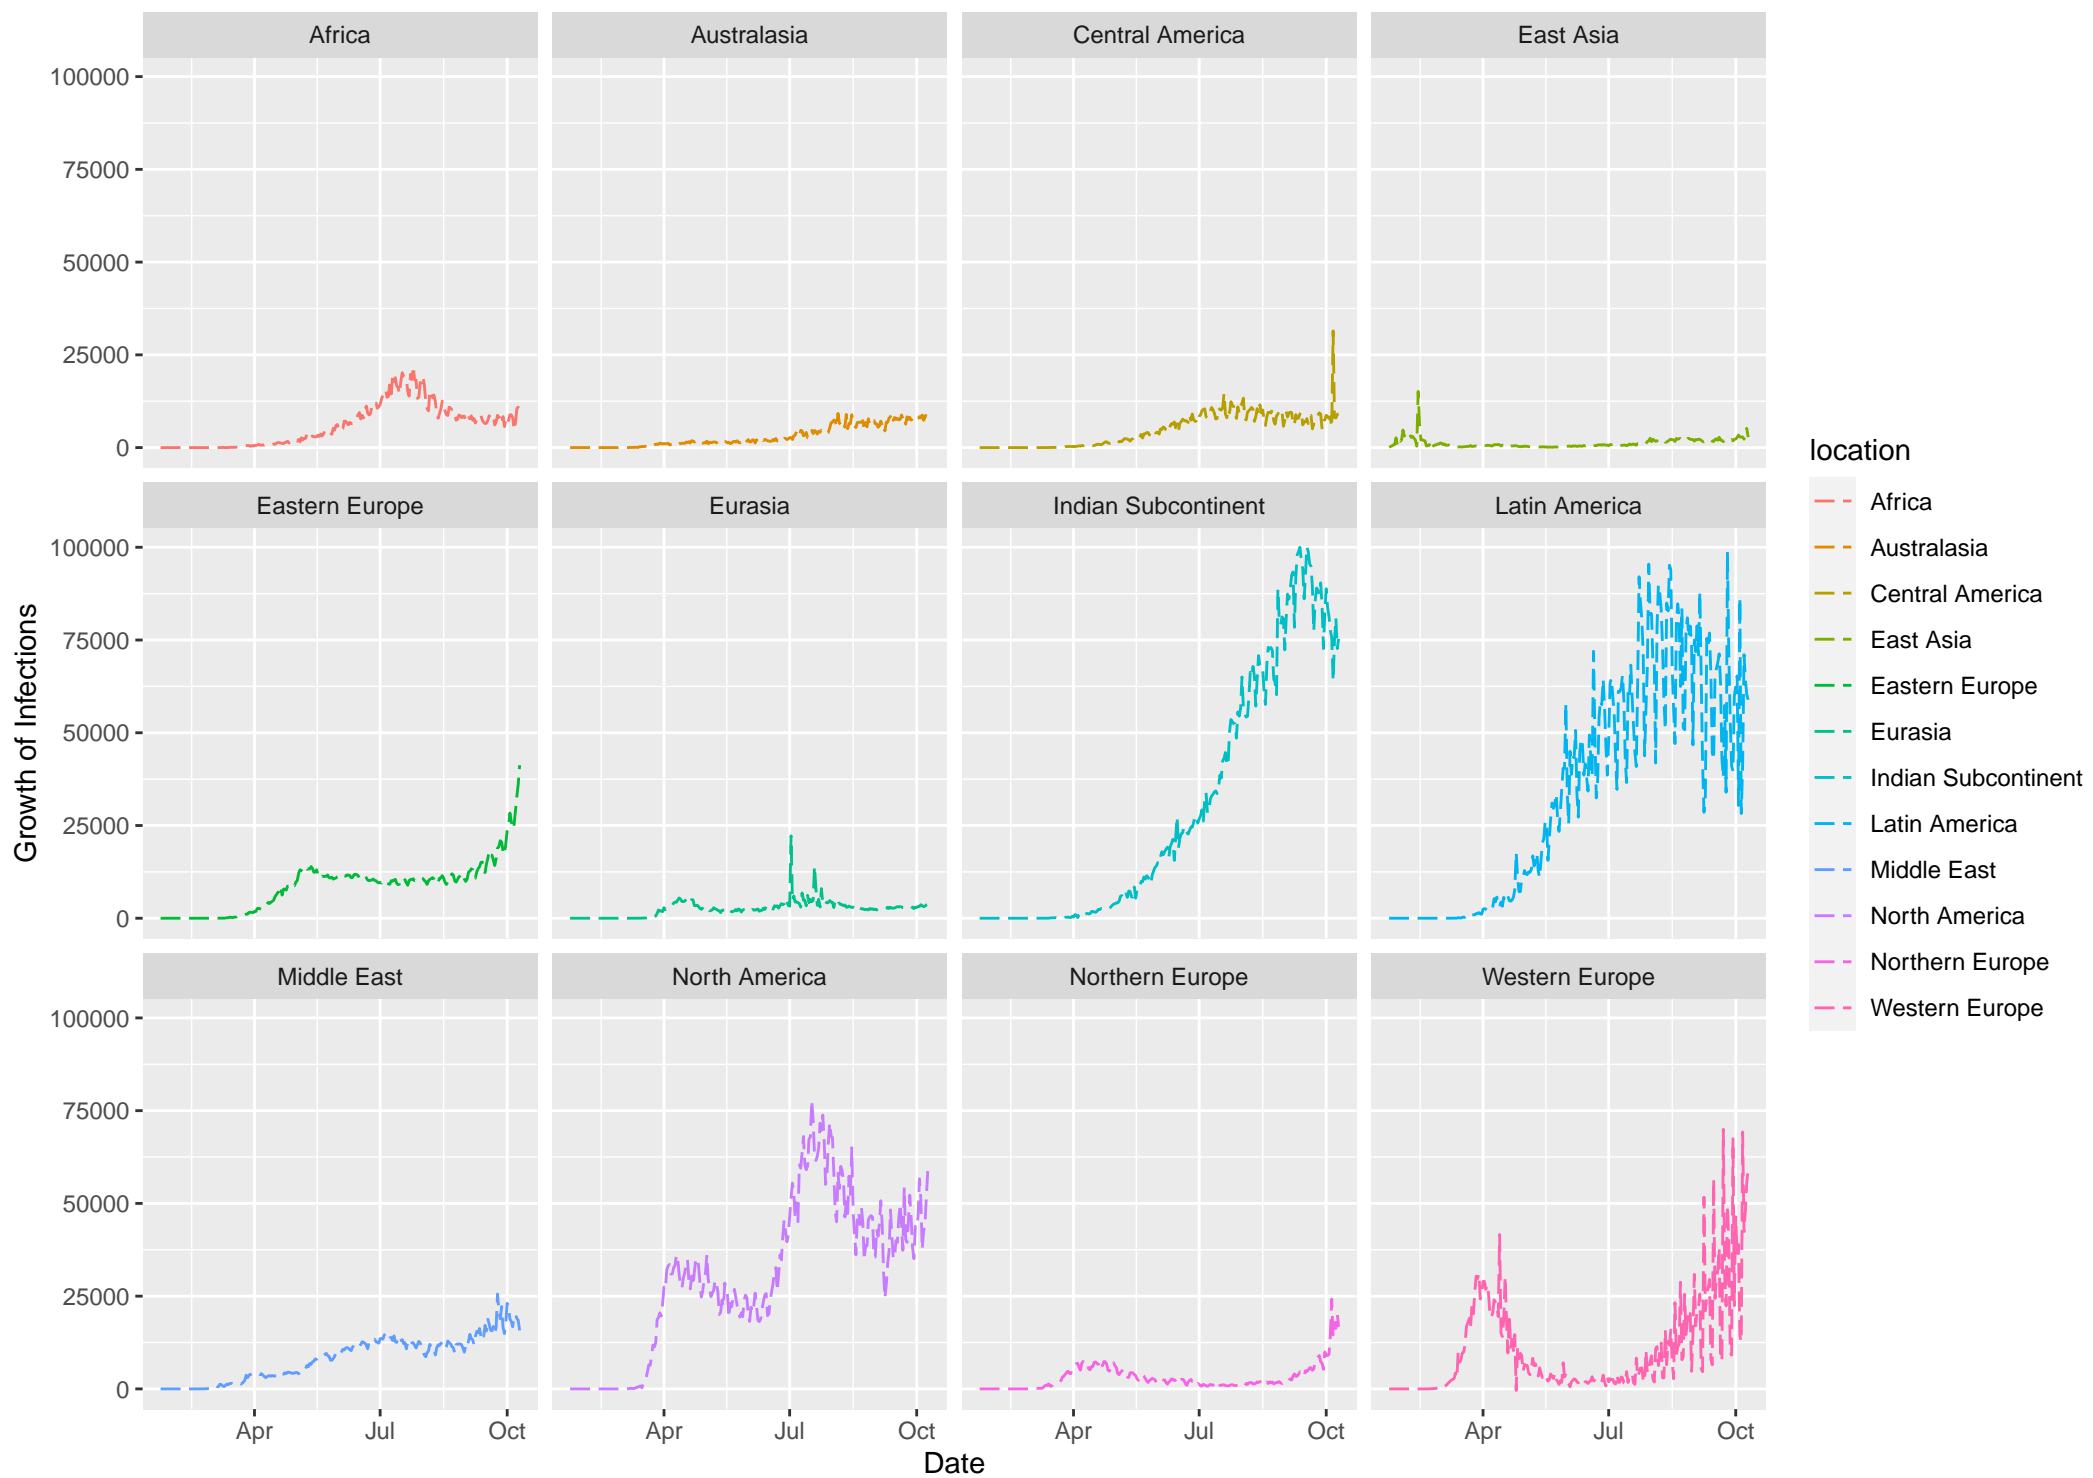 Africa
Australasia
Central America
East Asia
100000
75000
50000
25000
0
Eastern Europe
Eurasia
Indian Subcontinent
Latin America
100000
75000
50000
25000
0
Middle East
North America
Northern Europe
Western Europe
100000
75000
50000
25000
0
Apr
Jul
Oct
Apr
Jul
Oct
Apr
Jul
Oct
Apr
Jul
Oct
Date
Growth of Infections
location
Africa
Australasia
Central America
East Asia
Eastern Europe
Eurasia
Indian Subcontinent
Latin America
Middle East
North America
Northern Europe
Western Europe